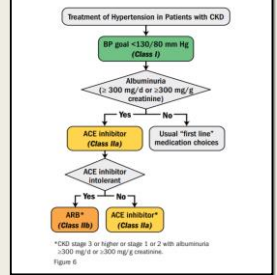 Treatment of Hypertension in Patients with CKD
BP goal <130/80 mm Hg
(Class I)
Albuminuria
(≥ 300 mg/d or ≥300 mg/g
creatinine)
Yes
No
ACE inhibitor
(Class IIa)
Usual "first line"
medication choices
ACE inhibitor
intolerant
Yes
No
ARB*
(Class IIb)
ACE inhibitor*
(Class IIa)
*CKD stage 3 or higher or stage 1 or 2 with albuminuria
≥300 mg/d or ≥300 mg/g creatinine.
Figure 6